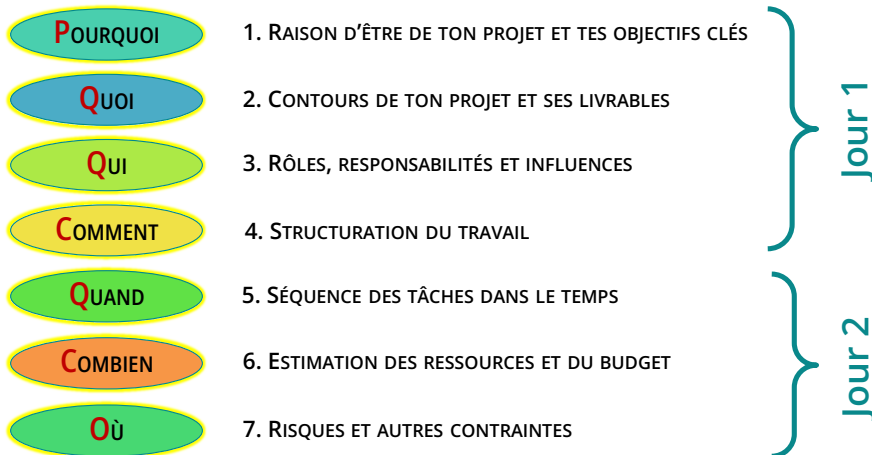 Pourquoi 1. Raison d’être de ton projet et tes objectifs clés
Quoi 2. Contours de ton projet et ses livrables
Qui 3. Rôles, responsabilités et influences
Comment 4. Structuration du travail
Jour 1
Quand 5. Séquence des tâches dans le temps
Combien 6. Estimation des ressources et du budget
Où 7. Risques et autres contraintes
Jour 2